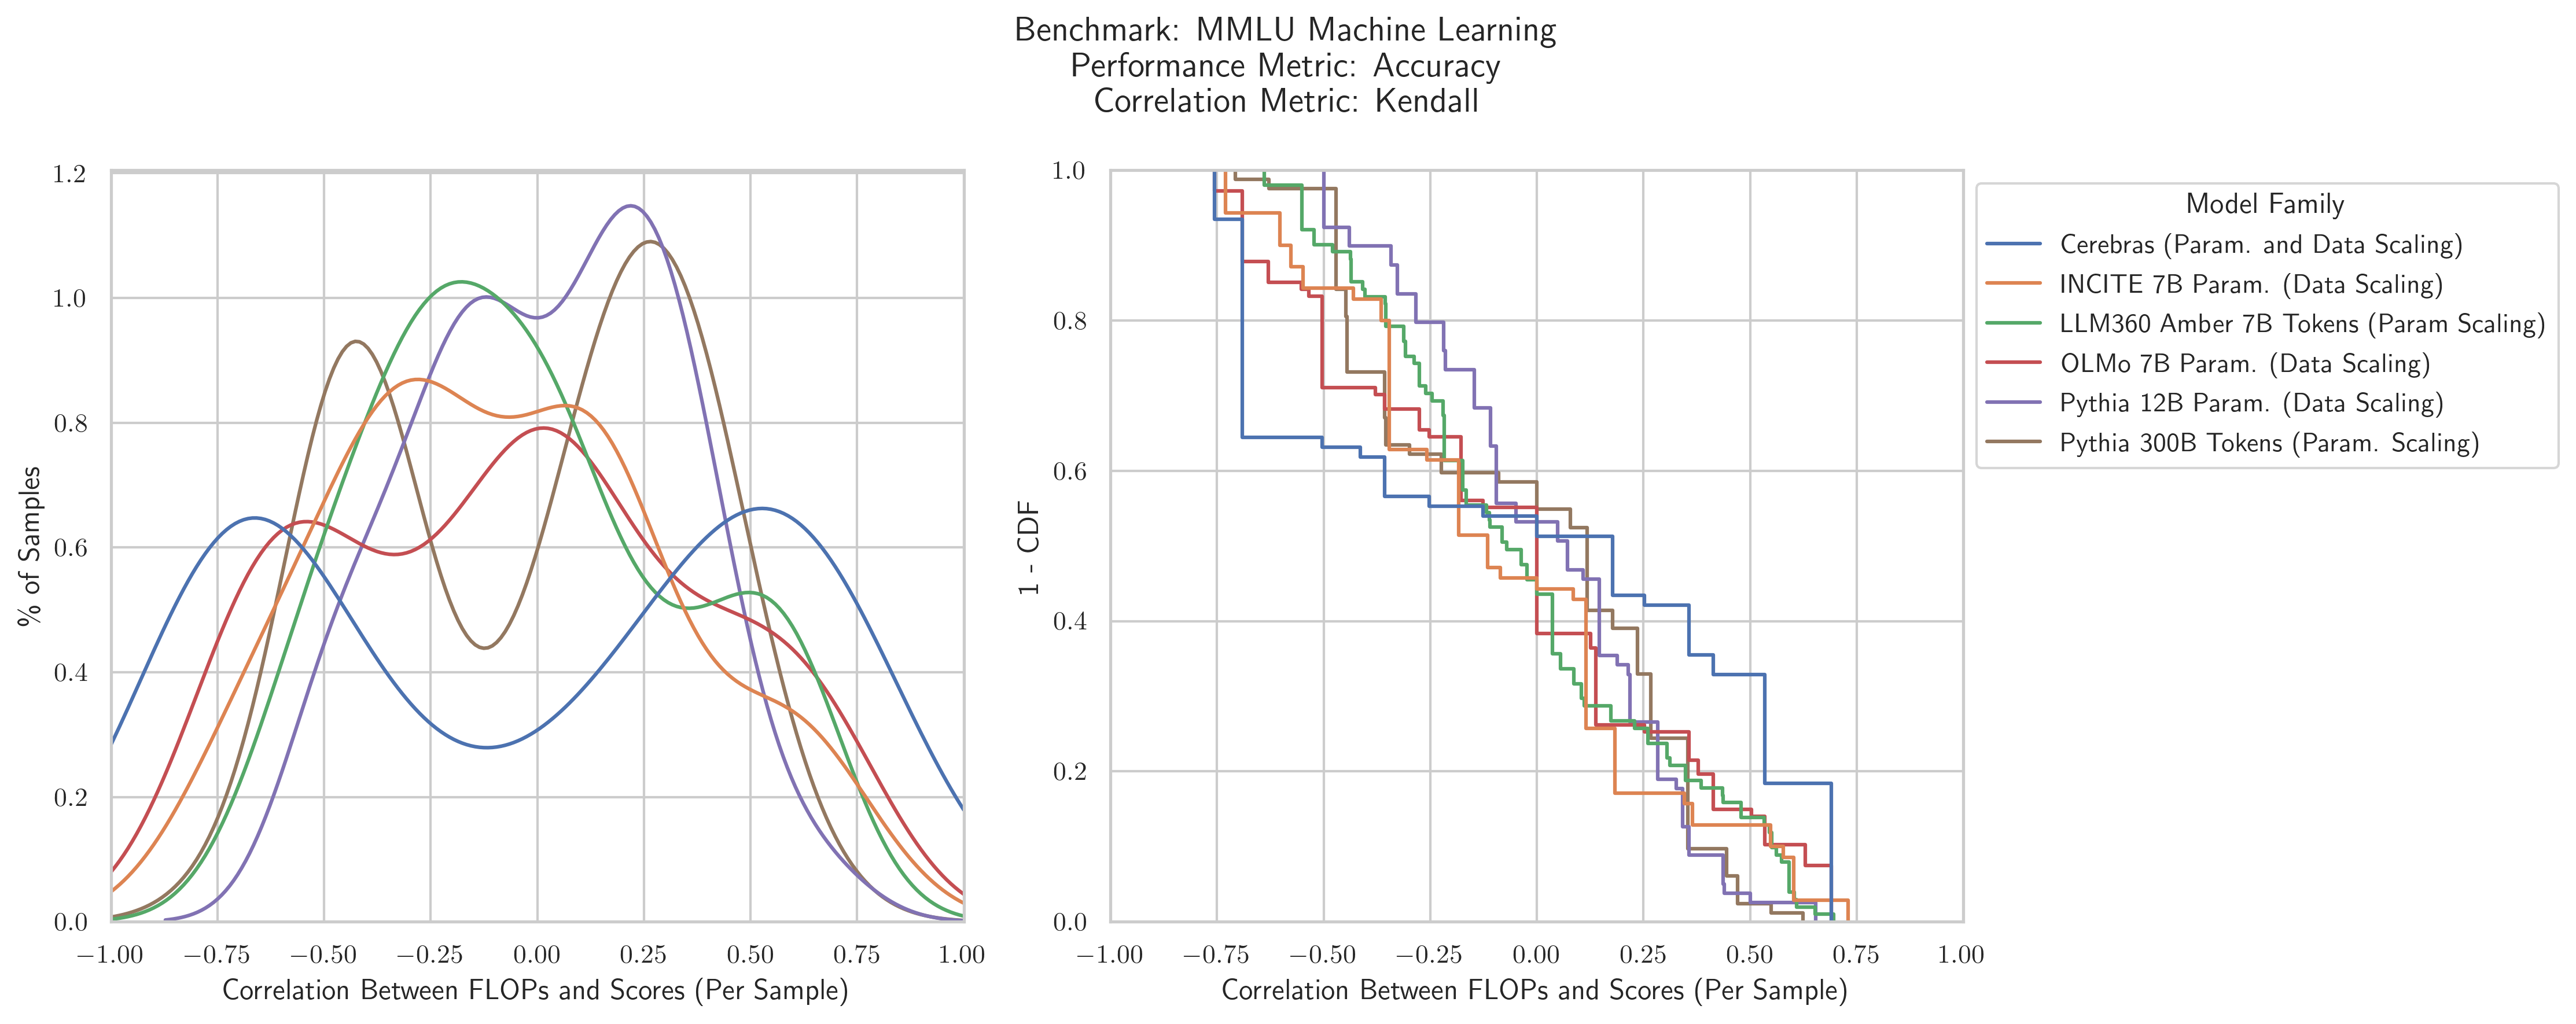 Benchmark: MMLU Machine Learning
Performance Metric: Accuracy
Correlation Metric: Kendall
% of Samples
1.2
1.0
0.8
0.6
0.4
0.2
0.0
−1.00 −0.75 −0.50 −0.25 0.00 0.25 0.50 0.75 1.00
Correlation Between FLOPs and Scores (Per Sample)
1 - CDF
1.0
0.8
0.6
0.4
0.2
0.0
−1.00 −0.75 −0.50 −0.25 0.00 0.25 0.50 0.75 1.00
Correlation Between FLOPs and Scores (Per Sample)
Model Family
Cerebras (Param. and Data Scaling)
INCITE 7B Param. (Data Scaling)
LLM360 Amber 7B Tokens (Param Scaling)
OLMo 7B Param. (Data Scaling)
Pythia 12B Param. (Data Scaling)
Pythia 300B Tokens (Param. Scaling)